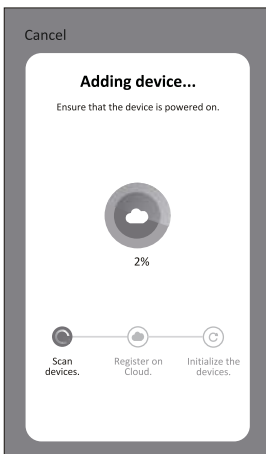 Cancel
Adding device...
Ensure that the device is powered on.
2%
Scan
devices.
Register on
Cloud.
Initialize the
devices.